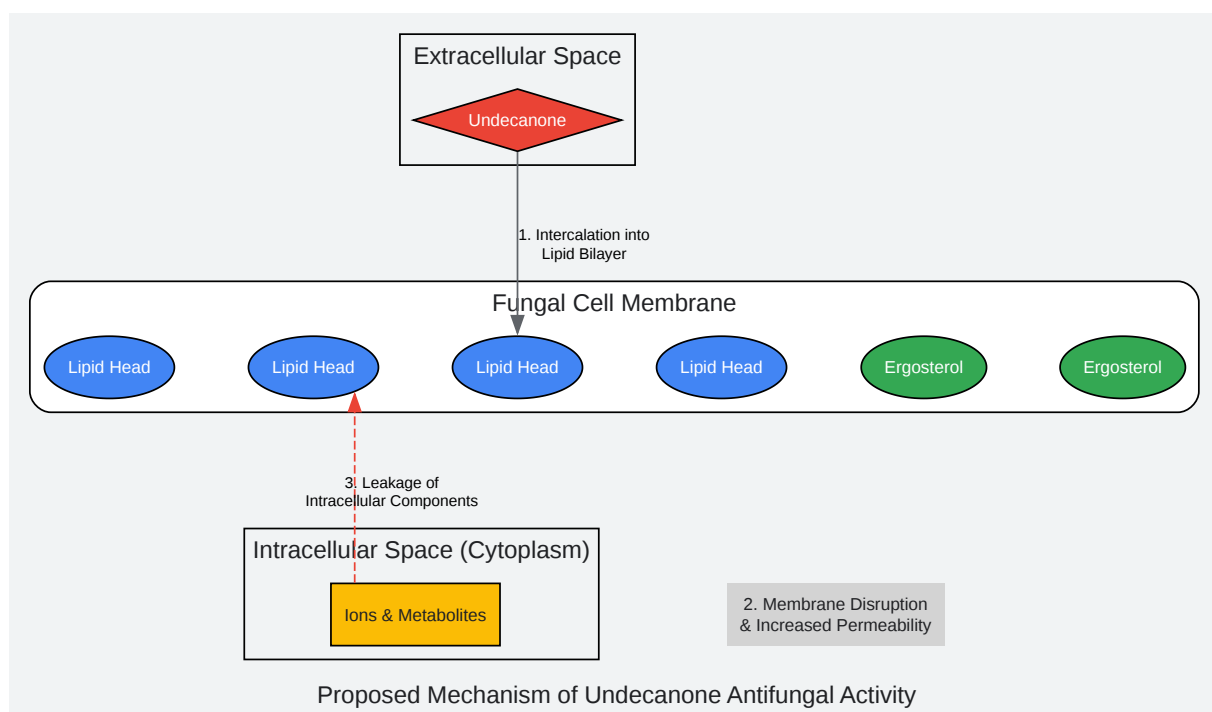 Extracellular Space
Undecanone
1. Intercalation into
Lipid Bilayer
Fungal Cell Membrane
Lipid Head
Lipid Head
Lipid Head
Lipid Head
Ergosterol
Ergosterol
3. Leakage of
Intracellular Components
Intracellular Space (Cytoplasm)
Ions & Metabolites
2. Membrane Disruption
& Increased Permeability
Proposed Mechanism of Undecanone Antifungal Activity